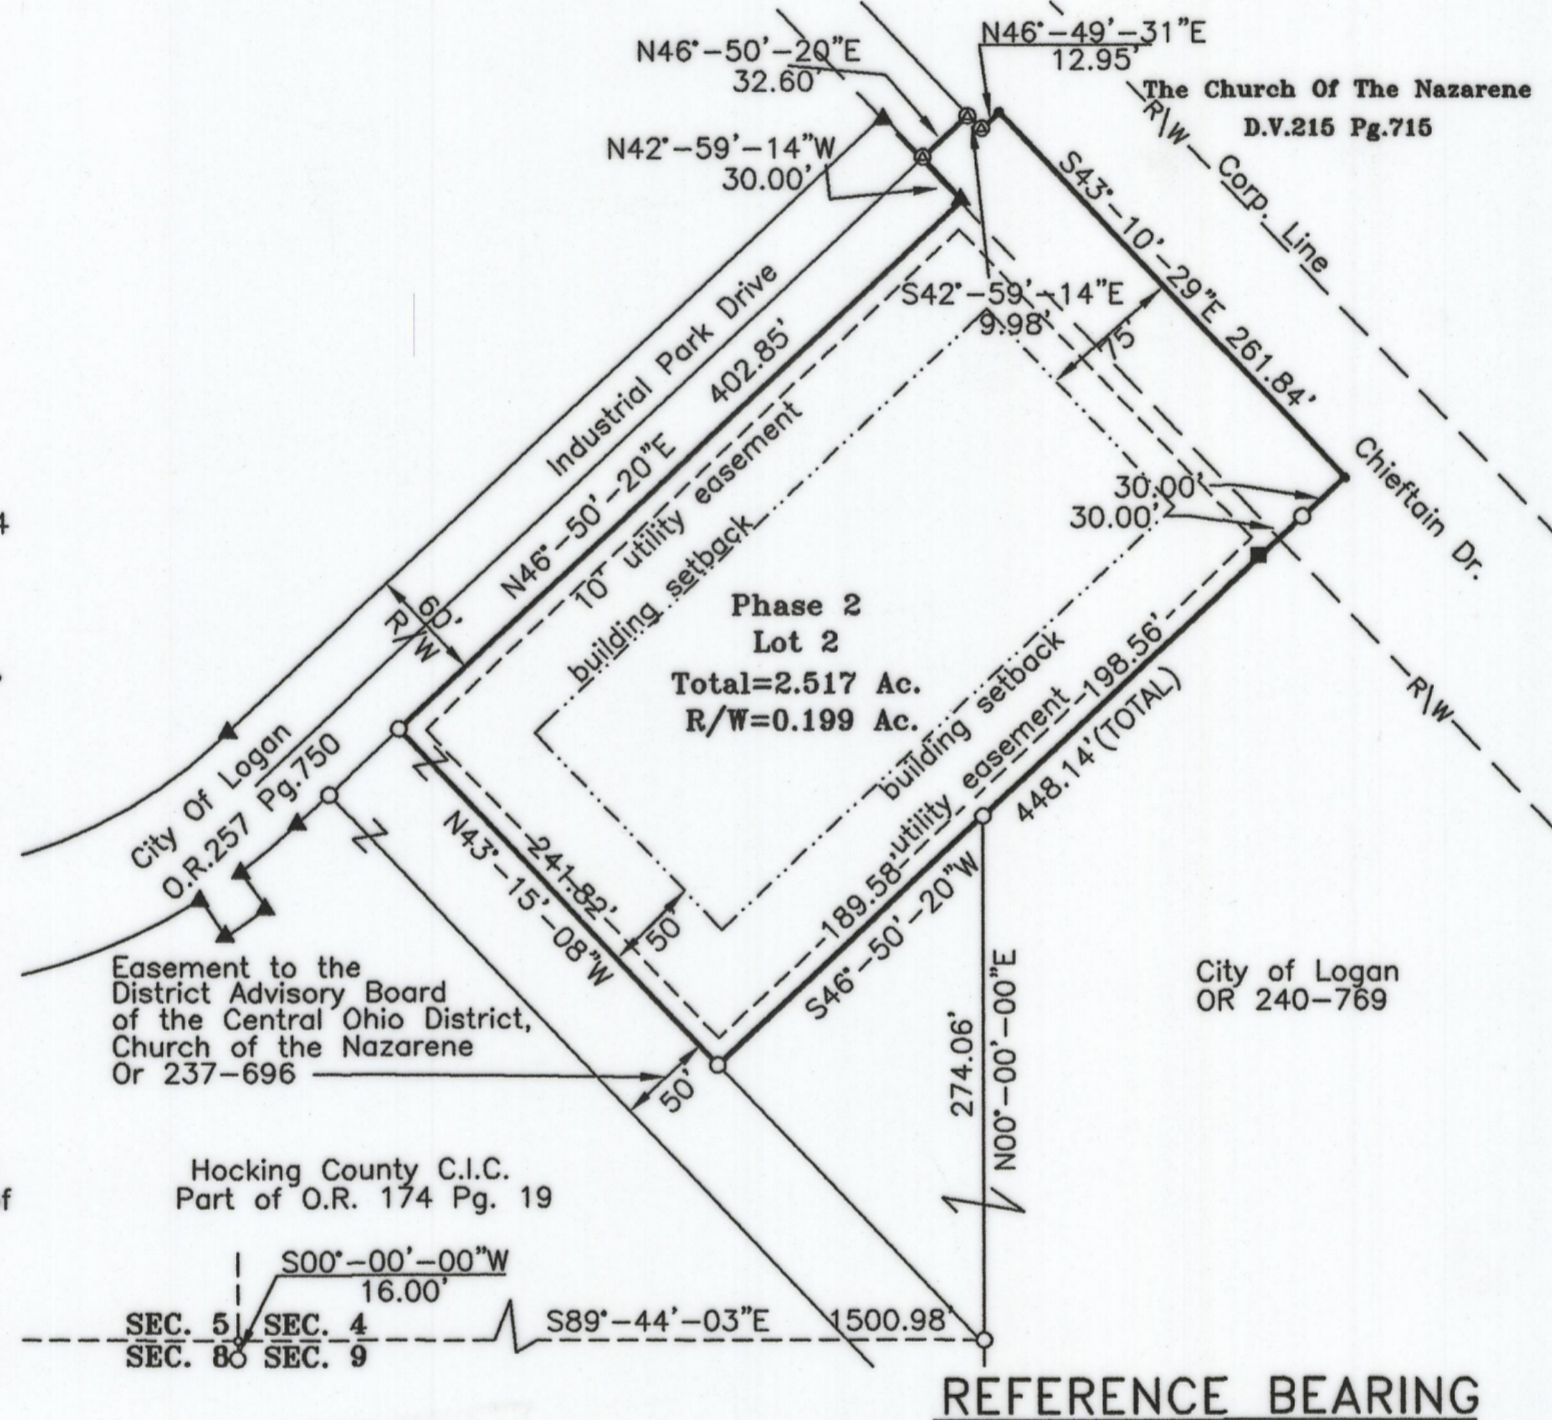 N46°-50'-20"E
32.60'
N46°-49'-31"E
12.95'
The Church Of The Nazarene
D.V.215 Pg.715
N42°-59'-14"W
30.00'
R\W
Corp. Line
S43°-10'-29"E 261.84'
S42°-59'-14"E
9.98'
75'
Industrial Park Drive
N46°-50'-20"E 402.85'
10' utility easement
building setback
30.00'
30.00'
Chieftain Dr.
60'
R/W
Phase 2
Lot 2
Total=2.517 Ac.
R/W=0.199 Ac.
R\W
City Of Logan
O.R.257 Pg.750
building setback
189.58' utility easement 198.56'
448.14'(TOTAL)
S46°-50'-20"W
241.82'
N43°-15'-08"W
50'
Easement to the
District Advisory Board
of the Central Ohio District,
Church of the Nazarene
Or 237-696
50'
274.06'
N00°-00'-00"E
City of Logan
OR 240-769
Hocking County C.I.C.
Part of O.R. 174 Pg. 19
S00°-00'-00"W
16.00'
SEC. 5 SEC. 4
SEC. 8 SEC. 9
S89°-44'-03"E 1500.98'
REFERENCE BEARING